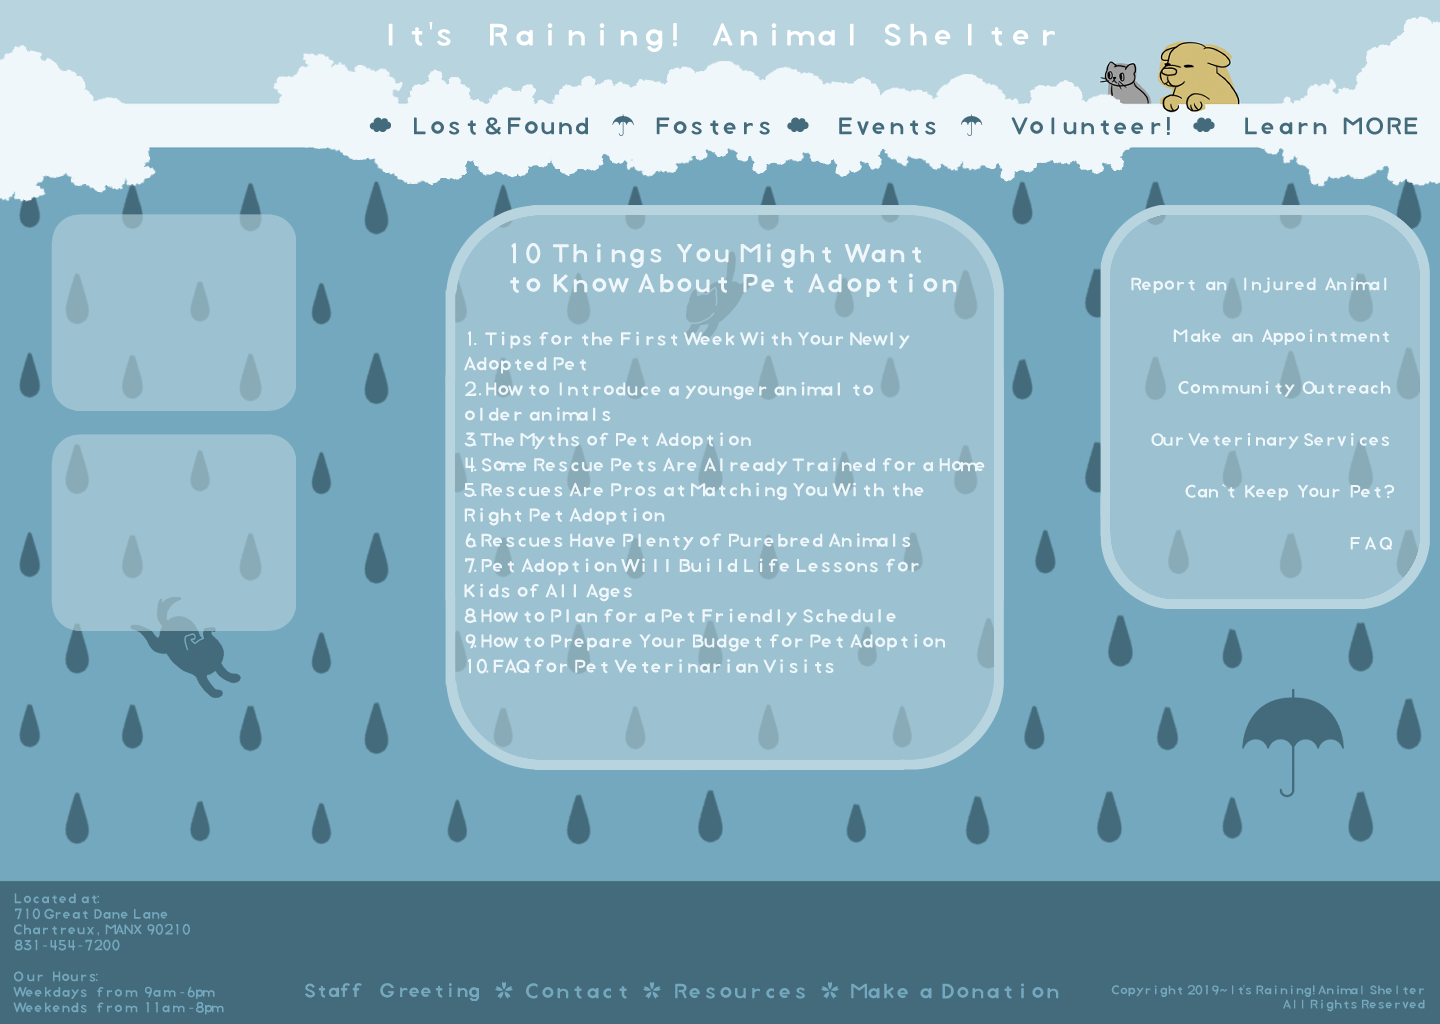 It's Raining! Animal Shelter
Lost&Found Fosters Events Volunteer! Learn MORE
10 Things You Might Want
to Know About Pet Adoption
1. Tips for the First Week With Your Newly
Adopted Pet
2. How to Introduce a younger animal to
older animals
3. The Myths of Pet Adoption
4. Some Rescue Pets Are Already Trained for a Home
5. Rescues Are Pros at Matching You With the
Right Pet Adoption
6. Rescues Have Plenty of Purebred Animals
7. Pet Adoption Will Build Life Lessons for
Kids of All Ages
8. How to Plan for a Pet Friendly Schedule
9. How to Prepare Your Budget for Pet Adoption
10. FAQ for Pet Veterinarian Visits
Report an Injured Animal
Make an Appointment
Community Outreach
Our Veterinary Services
Can`t Keep Your Pet?
FAQ
Located at:
710 Great Dane Lane
Chartreux, MANX 90210
831-454-7200
Our Hours:
Weekdays from 9am-6pm
Weekends from 11am-8pm
Staff Greeting ✲ Contact ✲ Resources ✲ Make a Donation
Copyright 2019~It's Raining! Animal Shelter
All Rights Reserved